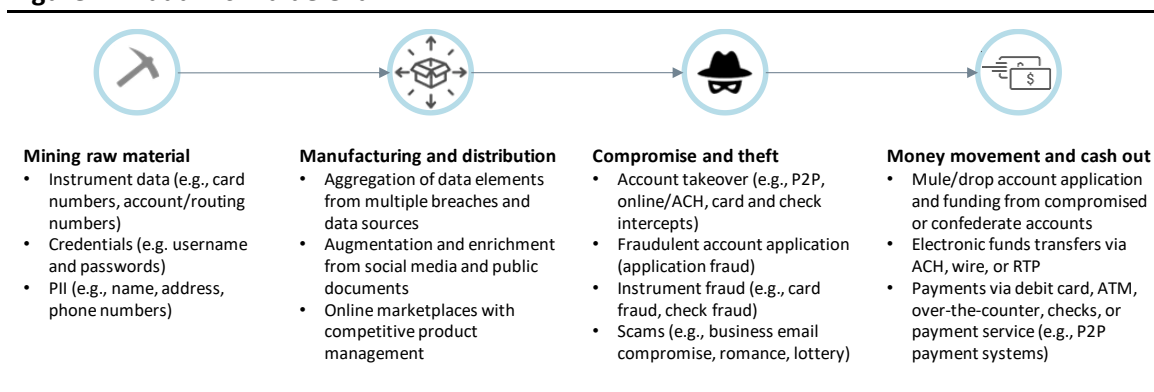 Mining raw material
• Instrument data (e.g., card
numbers, account/routing
numbers)
• Credentials (e.g. username
and passwords)
• PII (e.g., name, address,
phone numbers)
Manufacturing and distribution
• Aggregation of data elements
from multiple breaches and
data sources
• Augmentation and enrichment
from social media and public
documents
• Online marketplaces with
competitive product
management
Compromise and theft
• Account takeover (e.g., P2P,
online/ACH, card and check
intercepts)
• Fraudulent account application
(application fraud)
• Instrument fraud (e.g., card
fraud, check fraud)
• Scams (e.g., business email
compromise, romance, lottery)
$
Money movement and cash out
• Mule/drop account application
and funding from compromised
or confederate accounts
• Electronic funds transfers via
ACH, wire, or RTP
• Payments via debit card, ATM,
over-the-counter, checks, or
payment service (e.g., P2P
payment systems)